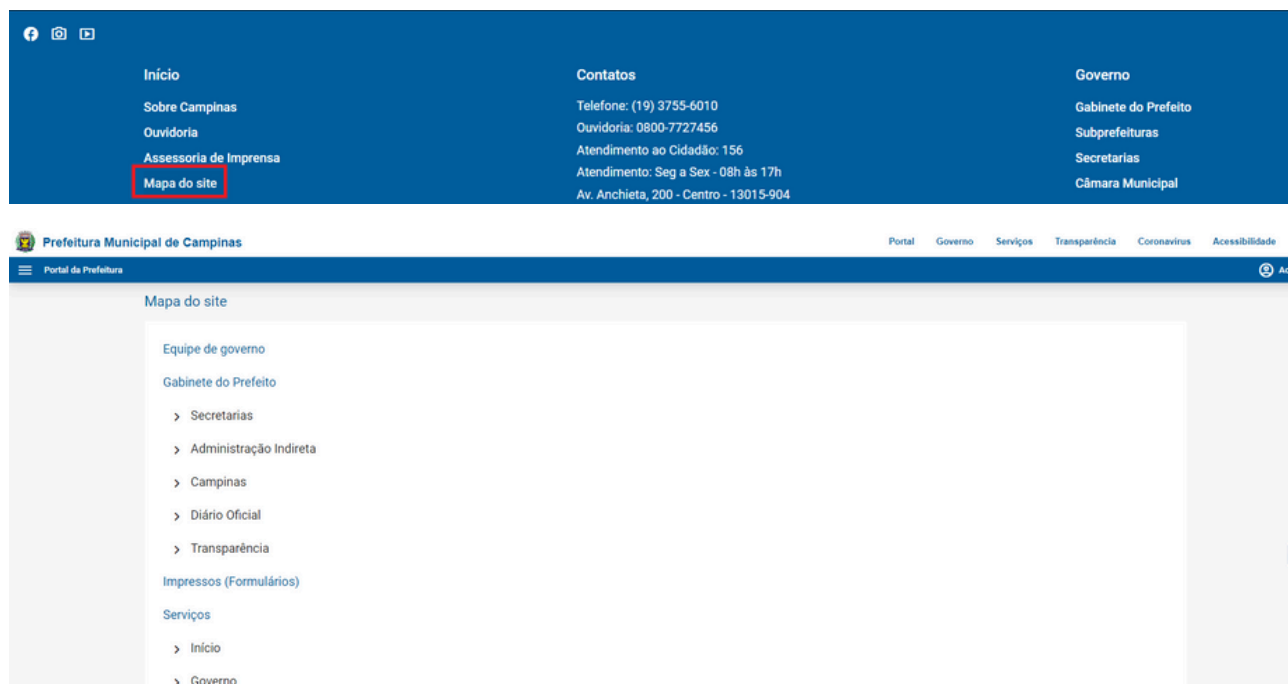 Início
Sobre Campinas
Ouvidoria
Assessoria de Imprensa
Mapa do site
Contatos
Telefone: (19) 3755-6010
Ouvidoria: 0800-7727456
Atendimento ao Cidadão: 156
Atendimento: Seg a Sex - 08h às 17h
Av. Anchieta, 200 - Centro - 13015-904
Governo
Gabinete do Prefeito
Subprefeituras
Secretarias
Câmara Municipal
Prefeitura Municipal de Campinas
Portal Governo Serviços Transparência Coronavírus Acessibilidade
Portal da Prefeitura
Mapa do site
Equipe de governo
Gabinete do Prefeito
Secretarias
Administração Indireta
Campinas
Diário Oficial
Transparência
Impressos (Formulários)
Serviços
Início
Governo